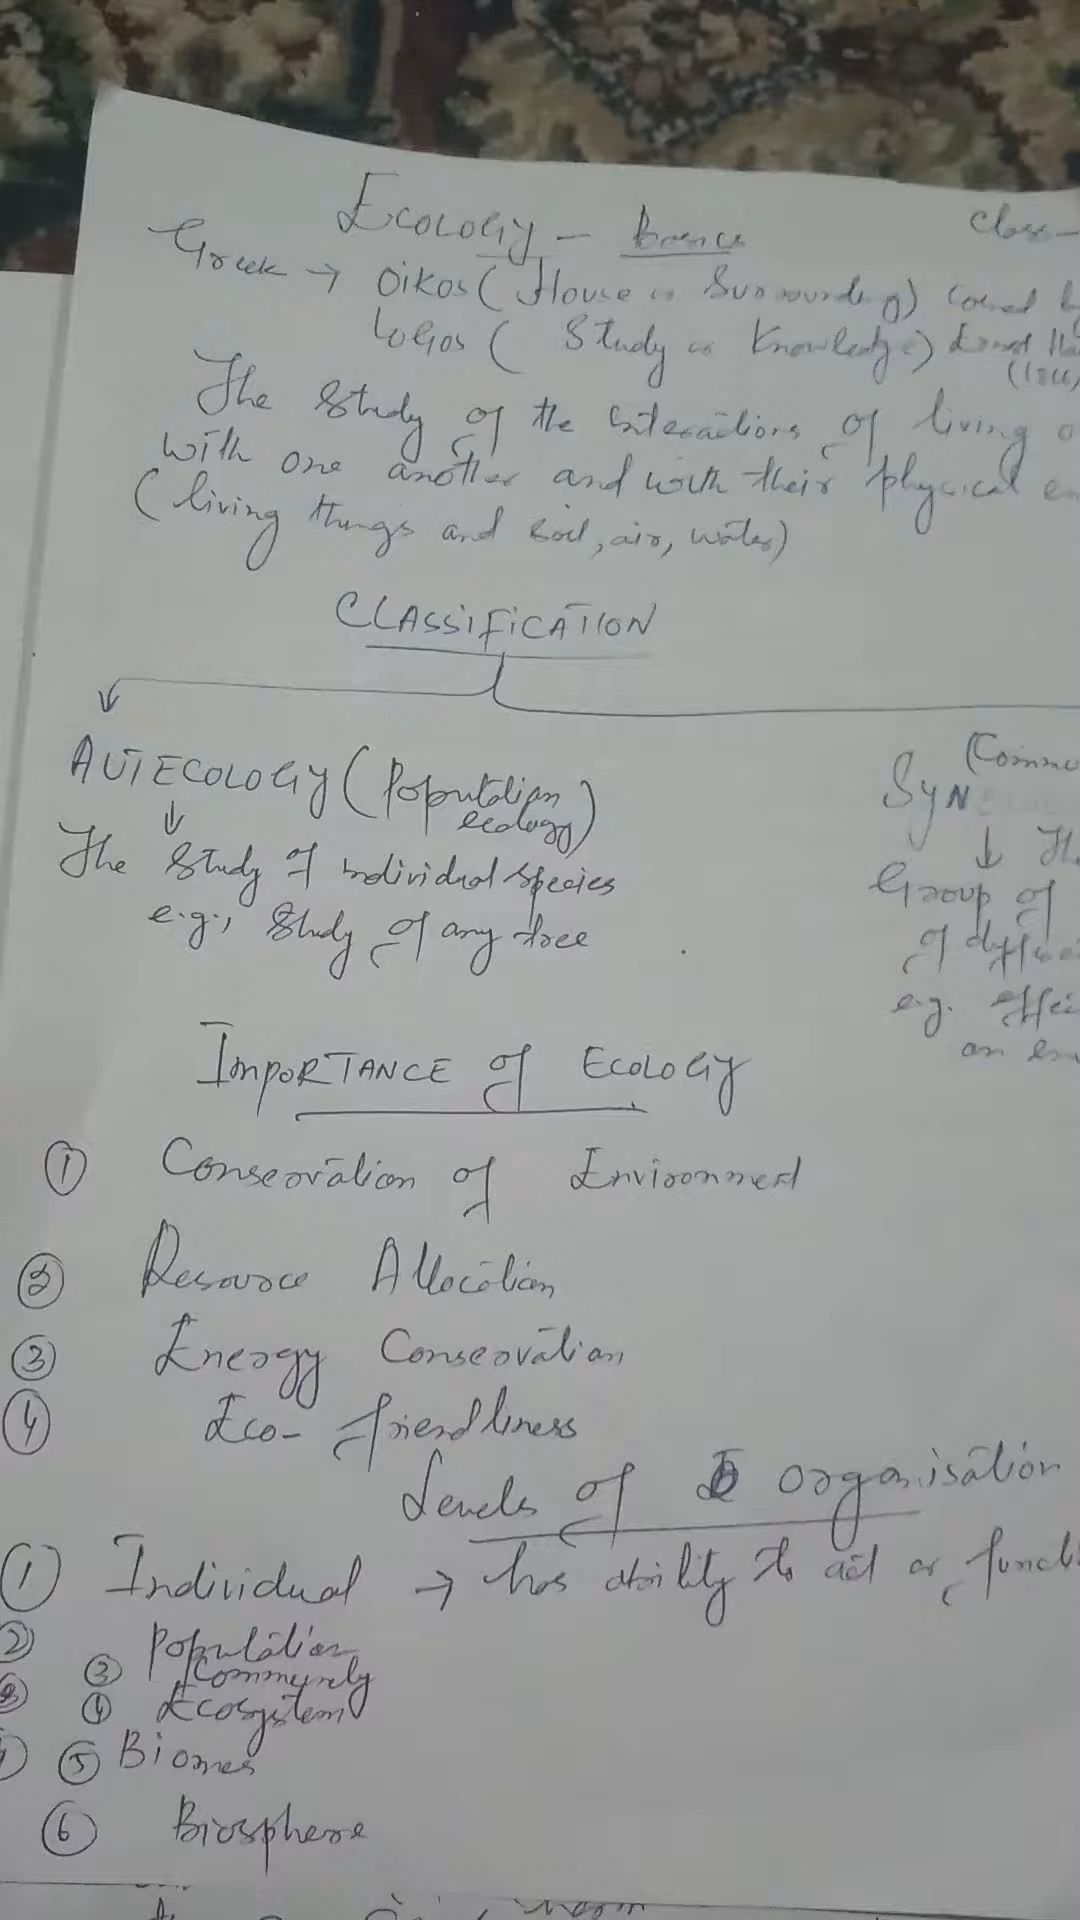 ECOLOGY -
Greek → OiKOS ( House or Surrounding) Coined
LOGOS ( Study or Knowledge)
The study of the interactions of living
with one another and with their physical
( living things and soil, air, water)
CLASSIFICATION
AUTECOLOGY (Population ecology)
↓
The study of individual species
e.g., study of any tree
SYN
↓
Group of
of
e.g.
an
IMPORTANCE of ECOLOGY
① Conservation of Environment
② Resource Allocation
③ Energy Conservation
④ Eco-friendliness
Levels of Organisation
① Individual → has ability to act or
② Population
③ Community
④ Ecosystem
⑤ Biomes
⑥ Biosphere